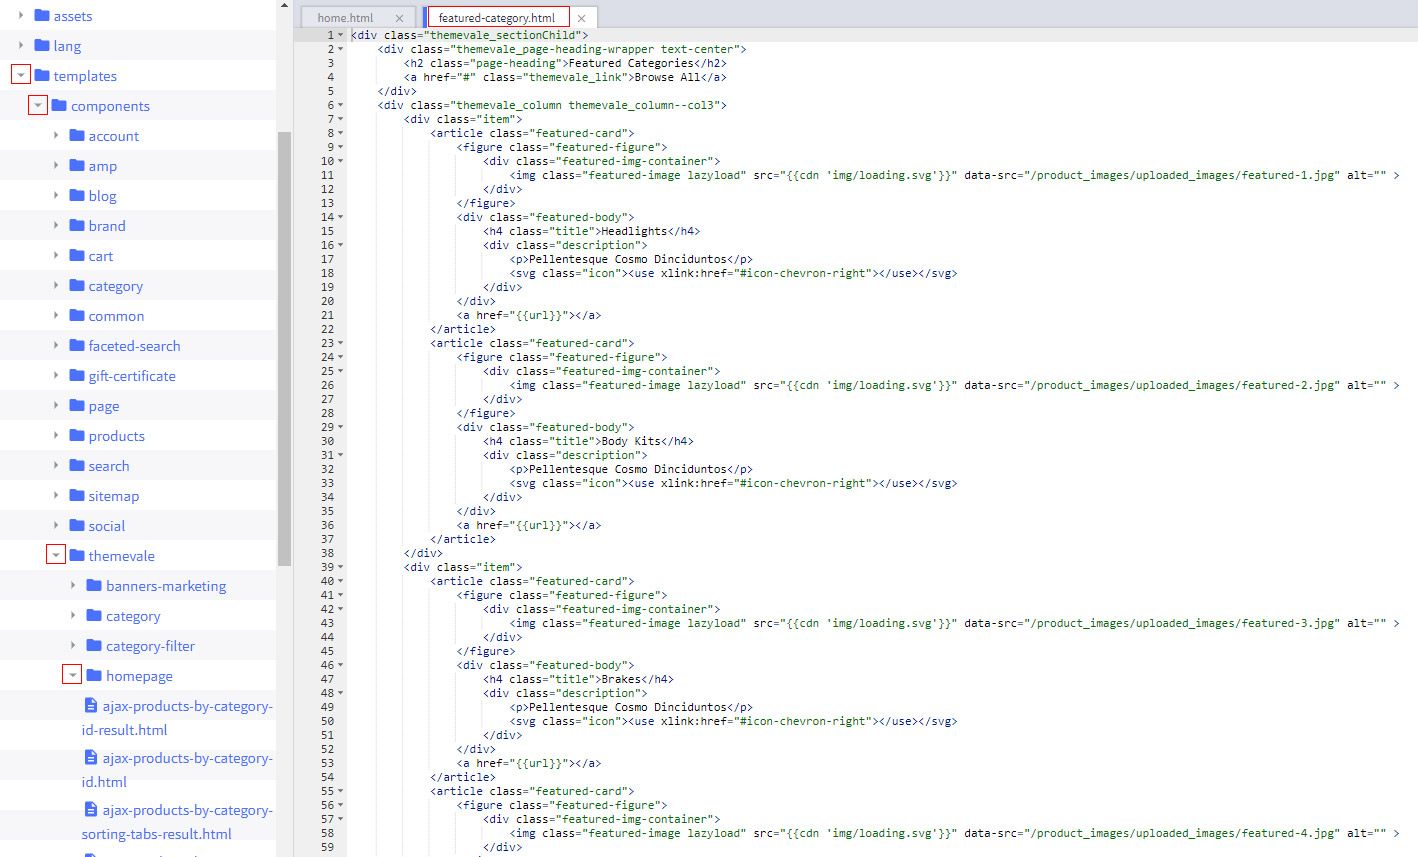 assets
lang
templates
components
account
amp
blog
brand
cart
category
common
faceted-search
gift-certificate
page
products
search
sitemap
social
themevale
banners-marketing
category
category-filter
homepage
ajax-products-by-category-
id-result.html
ajax-products-by-category-
id.html
ajax-products-by-category-
sorting-tabs-result.html
home.html × featured-category.html ×
1 <div class="themevale_sectionChild">
2 <div class="themevale_page-heading-wrapper text-center">
3 <h2 class="page-heading">Featured Categories</h2>
4 <a href="#" class="themevale_link">Browse All</a>
5 </div>
6 <div class="themevale_column themevale_column--col3">
7 <div class="item">
8 <article class="featured-card">
9 <figure class="featured-figure">
10 <div class="featured-img-container">
11 <img class="featured-image lazyload" src="{{cdn 'img/loading.svg'}}" data-src="/product_images/uploaded_images/featured-1.jpg" alt="" >
12 </div>
13 </figure>
14 <div class="featured-body">
15 <h4 class="title">Headlights</h4>
16 <div class="description">
17 <p>Pellentesque Cosmo Dinciduntos</p>
18 <svg class="icon"><use xlink:href="#icon-chevron-right"></use></svg>
19 </div>
20 </div>
21 <a href="{{url}}"></a>
22 </article>
23 <article class="featured-card">
24 <figure class="featured-figure">
25 <div class="featured-img-container">
26 <img class="featured-image lazyload" src="{{cdn 'img/loading.svg'}}" data-src="/product_images/uploaded_images/featured-2.jpg" alt="" >
27 </div>
28 </figure>
29 <div class="featured-body">
30 <h4 class="title">Body Kits</h4>
31 <div class="description">
32 <p>Pellentesque Cosmo Dinciduntos</p>
33 <svg class="icon"><use xlink:href="#icon-chevron-right"></use></svg>
34 </div>
35 </div>
36 <a href="{{url}}"></a>
37 </article>
38 </div>
39 <div class="item">
40 <article class="featured-card">
41 <figure class="featured-figure">
42 <div class="featured-img-container">
43 <img class="featured-image lazyload" src="{{cdn 'img/loading.svg'}}" data-src="/product_images/uploaded_images/featured-3.jpg" alt="" >
44 </div>
45 </figure>
46 <div class="featured-body">
47 <h4 class="title">Brakes</h4>
48 <div class="description">
49 <p>Pellentesque Cosmo Dinciduntos</p>
50 <svg class="icon"><use xlink:href="#icon-chevron-right"></use></svg>
51 </div>
52 </div>
53 <a href="{{url}}"></a>
54 </article>
55 <article class="featured-card">
56 <figure class="featured-figure">
57 <div class="featured-img-container">
58 <img class="featured-image lazyload" src="{{cdn 'img/loading.svg'}}" data-src="/product_images/uploaded_images/featured-4.jpg" alt="" >
59 </div>